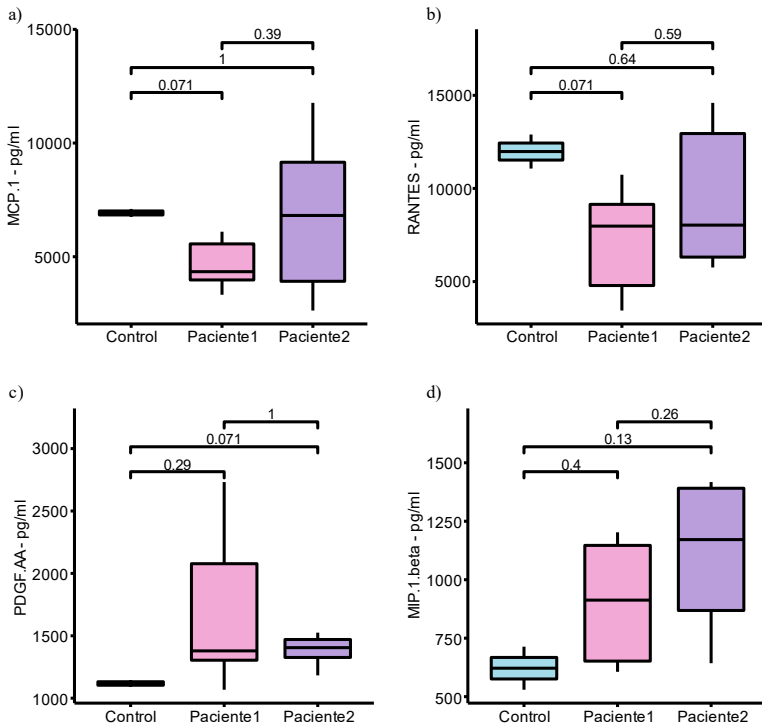 a)
MCP.1 - pg/ml
15000
10000
5000
0.39
1
0.071
Control
Paciente1
Paciente2
b)
RANTES - pg/ml
15000
10000
5000
0.59
0.64
0.071
Control
Paciente1
Paciente2
c)
PDGF.AA - pg/ml
3000
2500
2000
1500
1000
1
0.071
0.29
Control
Paciente1
Paciente2
d)
MIP.1.beta - pg/ml
1500
1250
1000
750
500
0.26
0.13
0.4
Control
Paciente1
Paciente2